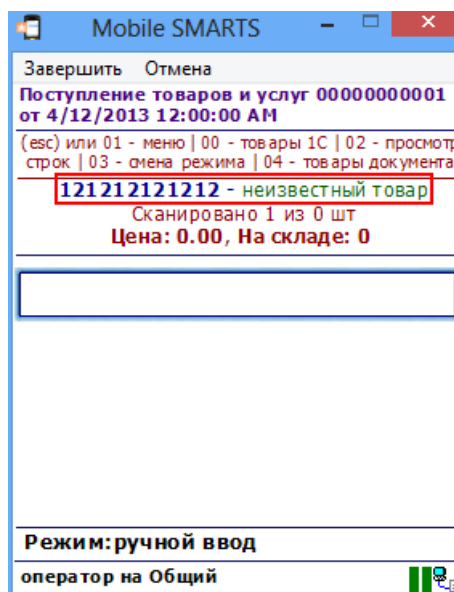 Mobile SMARTS
Завершить Отмена
Поступление товаров и услуг 00000000001
от 4/12/2013 12:00:00 AM
(esc) или 01 - меню | 00 - товары 1С | 02 - просмотр
строк | 03 - смена режима | 04 - товары документа
121212121212 - неизвестный товар
Сканировано 1 из 0 шт
Цена: 0.00, На складе: 0
Режим:ручной ввод
оператор на Общий